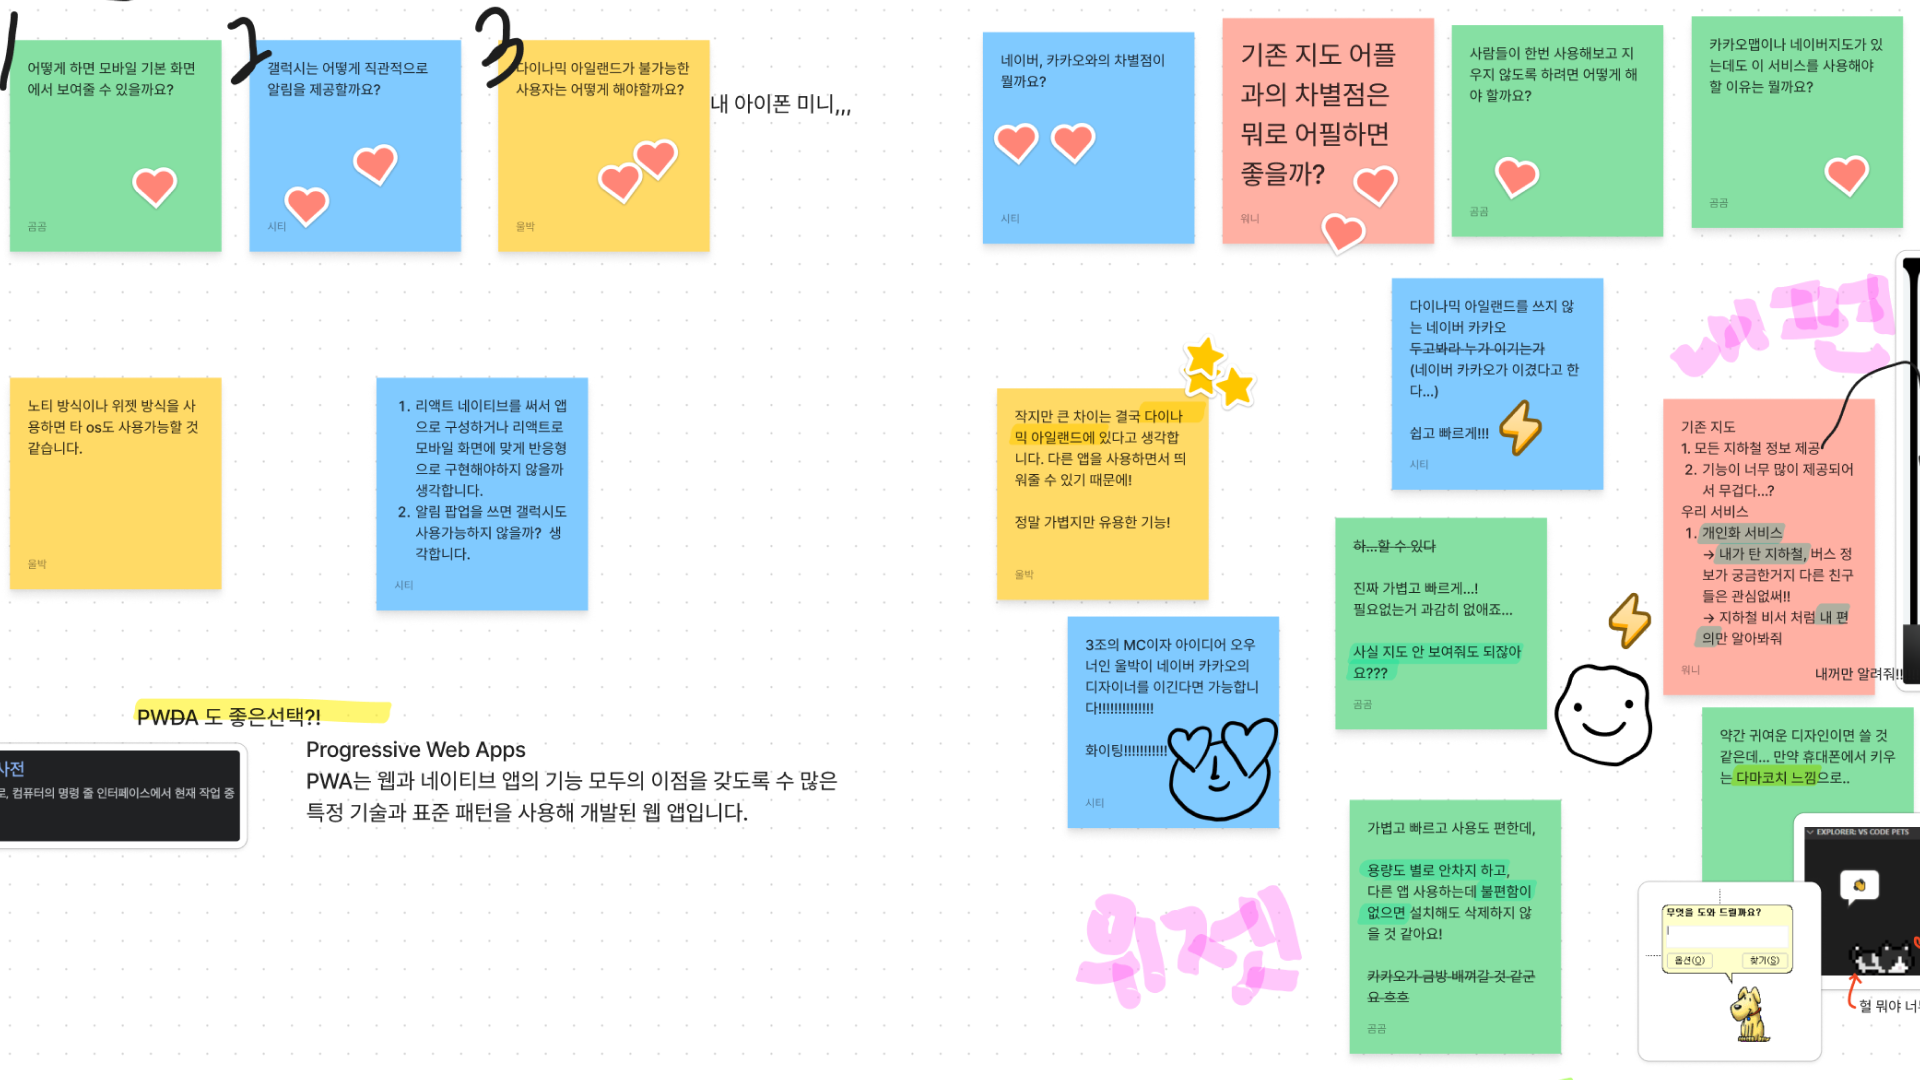 1
어떻게 하면 모바일 기본 화면
에서 보여줄 수 있을까요?
곰곰
2
갤럭시는 어떻게 직관적으로
알림을 제공할까요?
시티
3
다이나믹 아일랜드가 불가능한
사용자는 어떻게 해야할까요?
울박
내 아이폰 미니,,,
네이버, 카카오와의 차별점이
뭘까요?
시티
기존 지도 어플
과의 차별점은
뭐로 어필하면
좋을까?
워니
사람들이 한번 사용해보고 지
우지 않도록 하려면 어떻게 해
야 할까요?
곰곰
카카오맵이나 네이버지도가 있
는데도 이 서비스를 사용해야
할 이유는 뭘까요?
곰곰
노티 방식이나 위젯 방식을 사
용하면 타 os도 사용가능할 것
같습니다.
울박
1. 리액트 네이티브를 써서 앱
으로 구성하거나 리액트로
모바일 화면에 맞게 반응형
으로 구현해야하지 않을까
생각합니다.
2. 알림 팝업을 쓰면 갤럭시도
사용가능하지 않을까? 생
각합니다.
시티
PWDA 도 좋은선택?!
사전
로, 컴퓨터의 명령 줄 인터페이스에서 현재 작업 중
Progressive Web Apps
PWA는 웹과 네이티브 앱의 기능 모두의 이점을 갖도록 수 많은
특정 기술과 표준 패턴을 사용해 개발된 웹 앱입니다.
작지만 큰 차이는 결국 다이나
믹 아일랜드에 있다고 생각합
니다. 다른 앱을 사용하면서 띄
워줄 수 있기 때문에!
정말 가볍지만 유용한 기능!
울박
다이나믹 아일랜드를 쓰지 않
는 네이버 카카오
두고봐라 누가 이기는가
(네이버 카카오가 이겼다고 한
다...)
쉽고 빠르게!!!
시티
3조의 MC이자 아이디어 오우
너인 울박이 네이버 카카오의
디자이너를 이긴다면 가능합니
다!!!!!!!!!!!!!!
화이팅!!!!!!!!!!!
시티
하...할 수 있다
진짜 가볍고 빠르게...!
필요없는거 과감히 없애죠...
사실 지도 안 보여줘도 되잖아
요???
곰곰
기존 지도
1. 모든 지하철 정보 제공
2. 기능이 너무 많이 제공되어
서 무겁다...?
우리 서비스
1. 개인화 서비스
→ 내가 탄 지하철, 버스 정
보가 궁금한거지 다른 친구
들은 관심없써!!
→ 지하철 비서 처럼 내 편
의만 알아봐줘
워니
내꺼만 알려줘!!
위젯
가볍고 빠르고 사용도 편한데,
용량도 별로 안차지 하고,
다른 앱 사용하는데 불편함이
없으면 설치해도 삭제하지 않
을 것 같아요!
카카오가 금방 배껴갈 것 같군
요 흐흐
곰곰
약간 귀여운 디자인이면 쓸 것
같은데... 만약 휴대폰에서 키우
는 다마코치 느낌으로..
EXPLORER: VS CODE PETS
무엇을 도와 드릴까요?
옵션(O)
찾기(S)
헐 뭐야 너